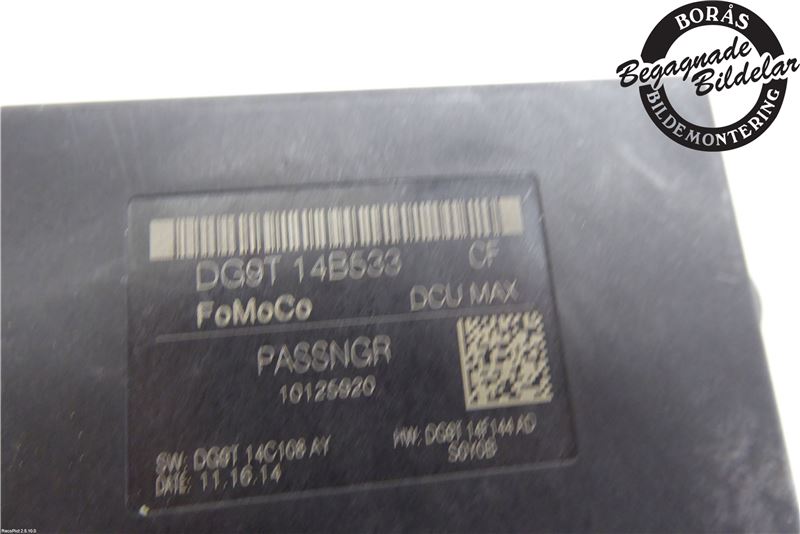 BORÅS
Begagnade
Bildelar
BILDEMONTERING
DG9T 14B533 CF
FoMoCo DCU MAX
PASSNGR
10125920
SW: DG9T 14C108 AY
HW: DG9T 14F144 AD
DATE: 11.16.14
SGY0B